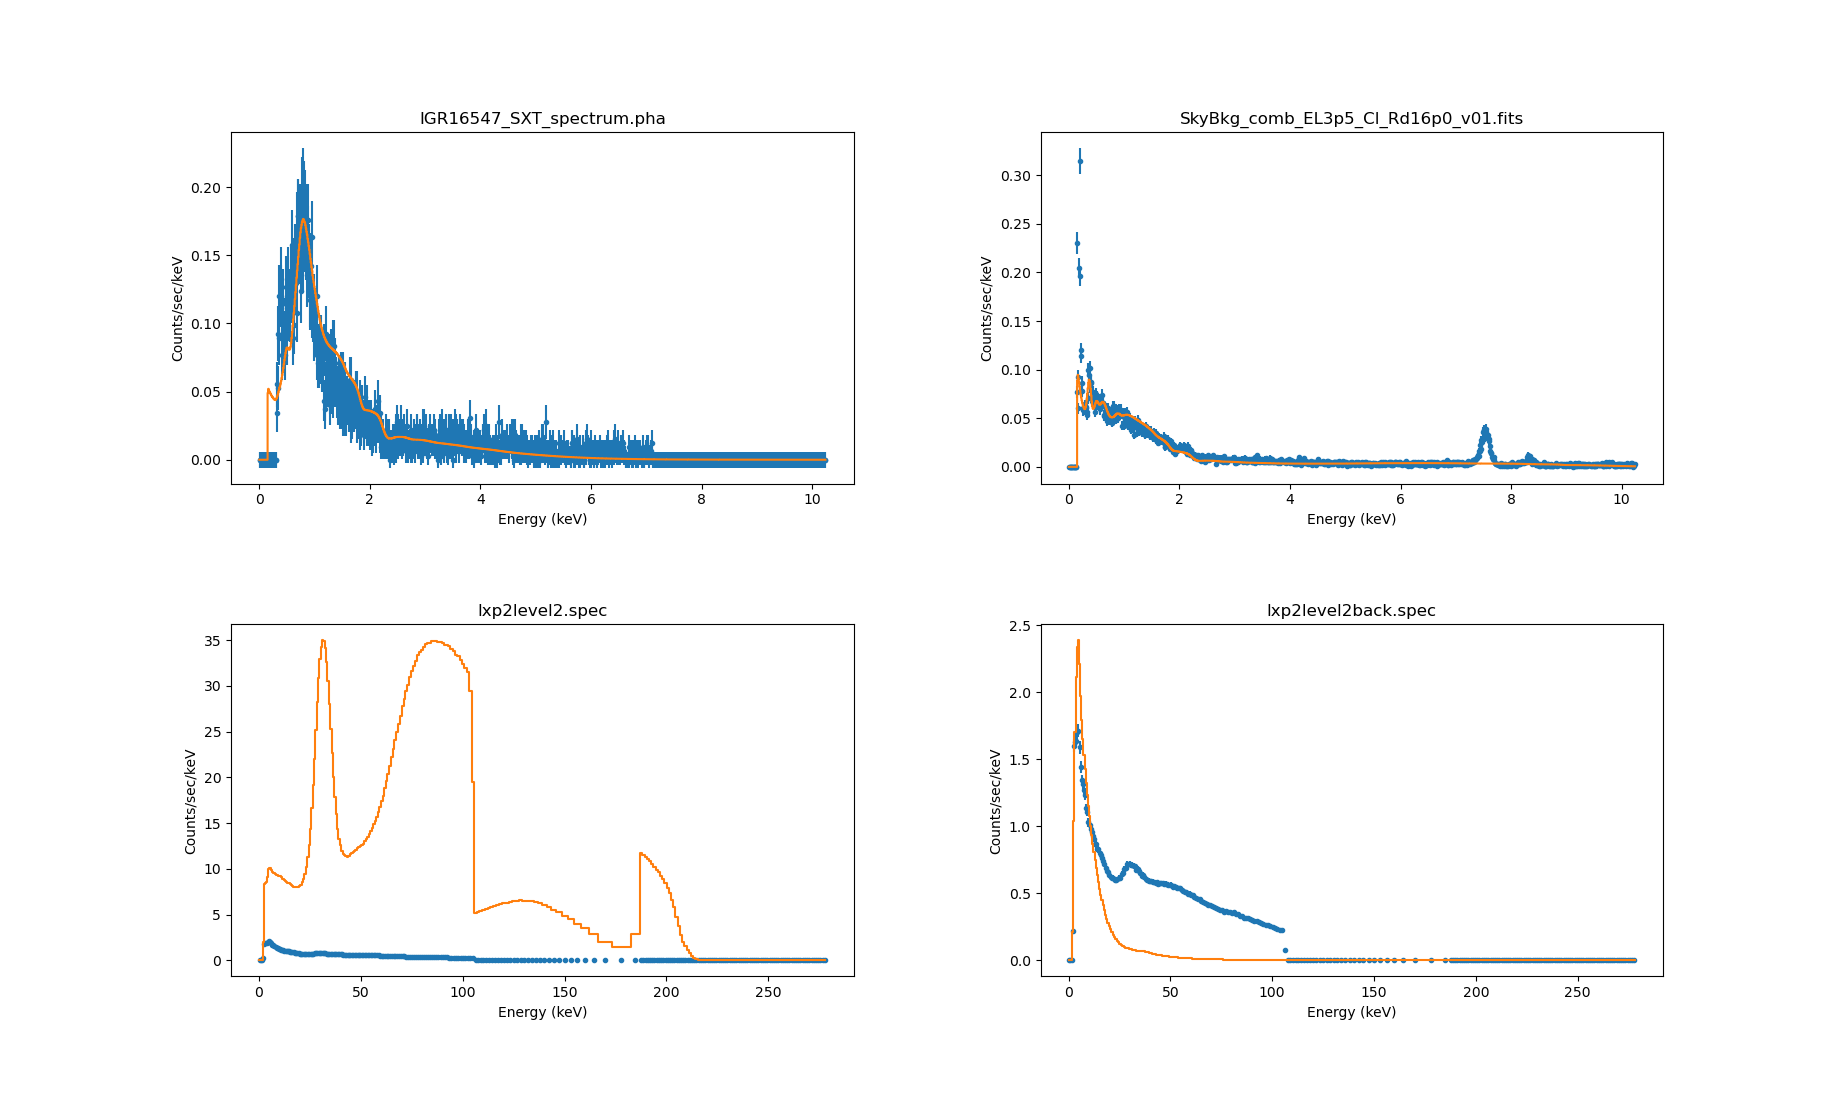 IGR16547_SXT_spectrum.pha
0.20
0.15
0.10
0.05
0.00
Counts/sec/keV
0 2 4 6 8 10
Energy (keV)
SkyBkg_comb_EL3p5_Cl_Rd16p0_v01.fits
0.30
0.25
0.20
0.15
0.10
0.05
0.00
Counts/sec/keV
0 2 4 6 8 10
Energy (keV)
lxp2level2.spec
35
30
25
20
15
10
5
0
Counts/sec/keV
0 50 100 150 200 250
Energy (keV)
lxp2level2back.spec
2.5
2.0
1.5
1.0
0.5
0.0
Counts/sec/keV
0 50 100 150 200 250
Energy (keV)